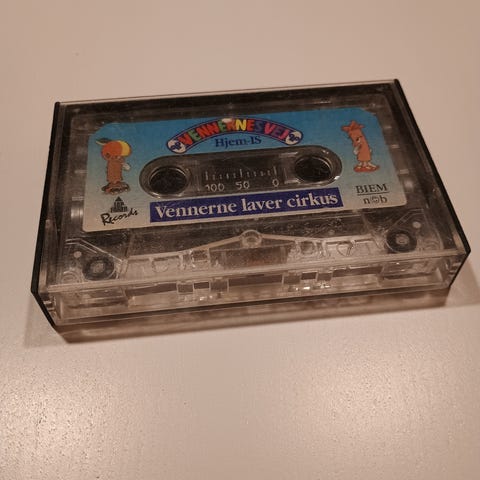 VENNERNES VEJ
Hjem-IS
100 50 0
Records
BIEM
n©b
Vennerne laver cirkus